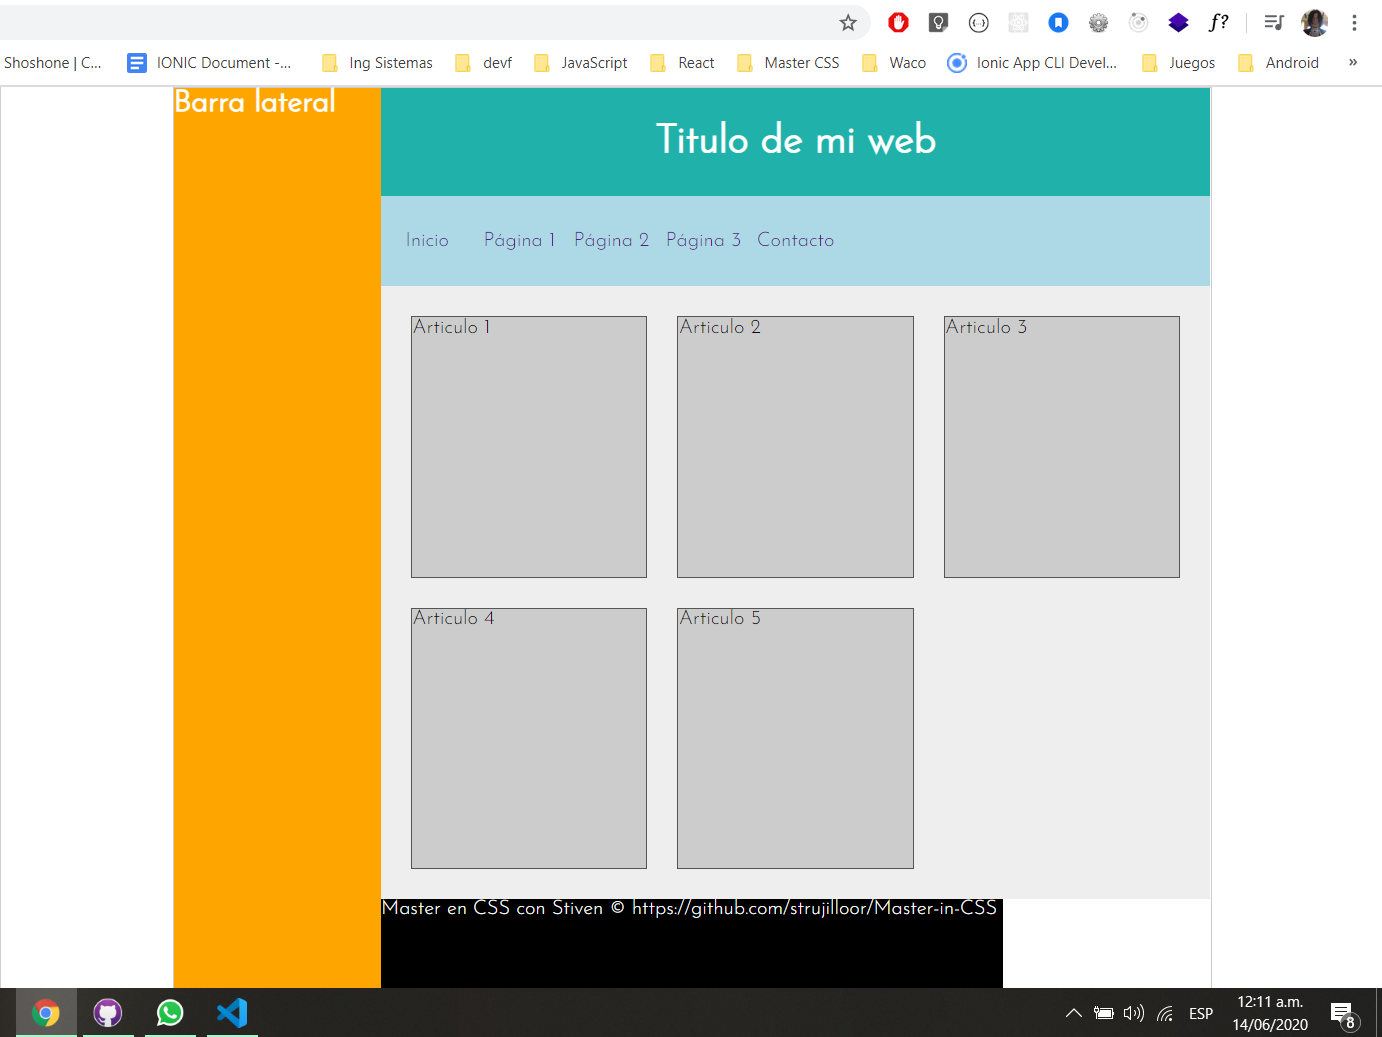 f?
Shoshone | C...
IONIC Document -...
Ing Sistemas
devf
JavaScript
React
Master CSS
Waco
Ionic App CLI Devel...
Juegos
Android
»
Barra lateral
Titulo de mi web
Inicio
Página 1
Página 2
Página 3
Contacto
Articulo 1
Articulo 2
Articulo 3
Articulo 4
Articulo 5
Master en CSS con Stiven © https://github.com/strujilloor/Master-in-CSS
ESP
12:11 a.m.
14/06/2020
8